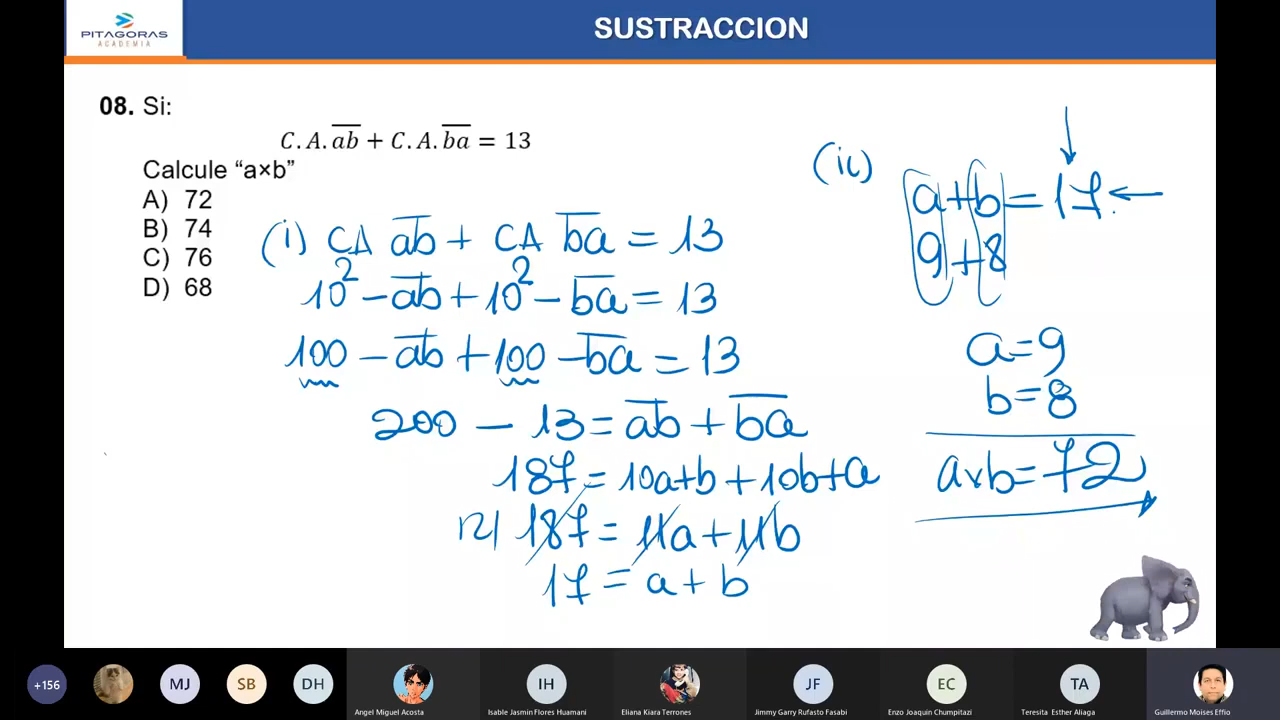 PITAGORAS
ACADEMIA
SUSTRACCION
08. Si:
C.A. ab̅ + C.A. ba̅ = 13
Calcule “a×b”
A) 72
B) 74
C) 76
D) 68
(i) CA ab̅ + CA ba̅ = 13
10² - ab̅ + 10² - ba̅ = 13
100 - ab̅ + 100 - ba̅ = 13
200 - 13 = ab̅ + ba̅
187 = 10a+b+10b+a
187 = 11a+11b
17 = a+b
a+b=17
9+8
a=9
b=8
a×b=72
+156
MJ
SB
DH
IH
JF
EC
TA
Angel Miguel Acosta
Isable Jasmin Flores Huamani
Eliana Kiara Terrones
Jimmy Garry Rufasto Fasabi
Enzo Joaquin Chumpitazi
Teresita Esther Aliaga
Guillermo Moises Effio